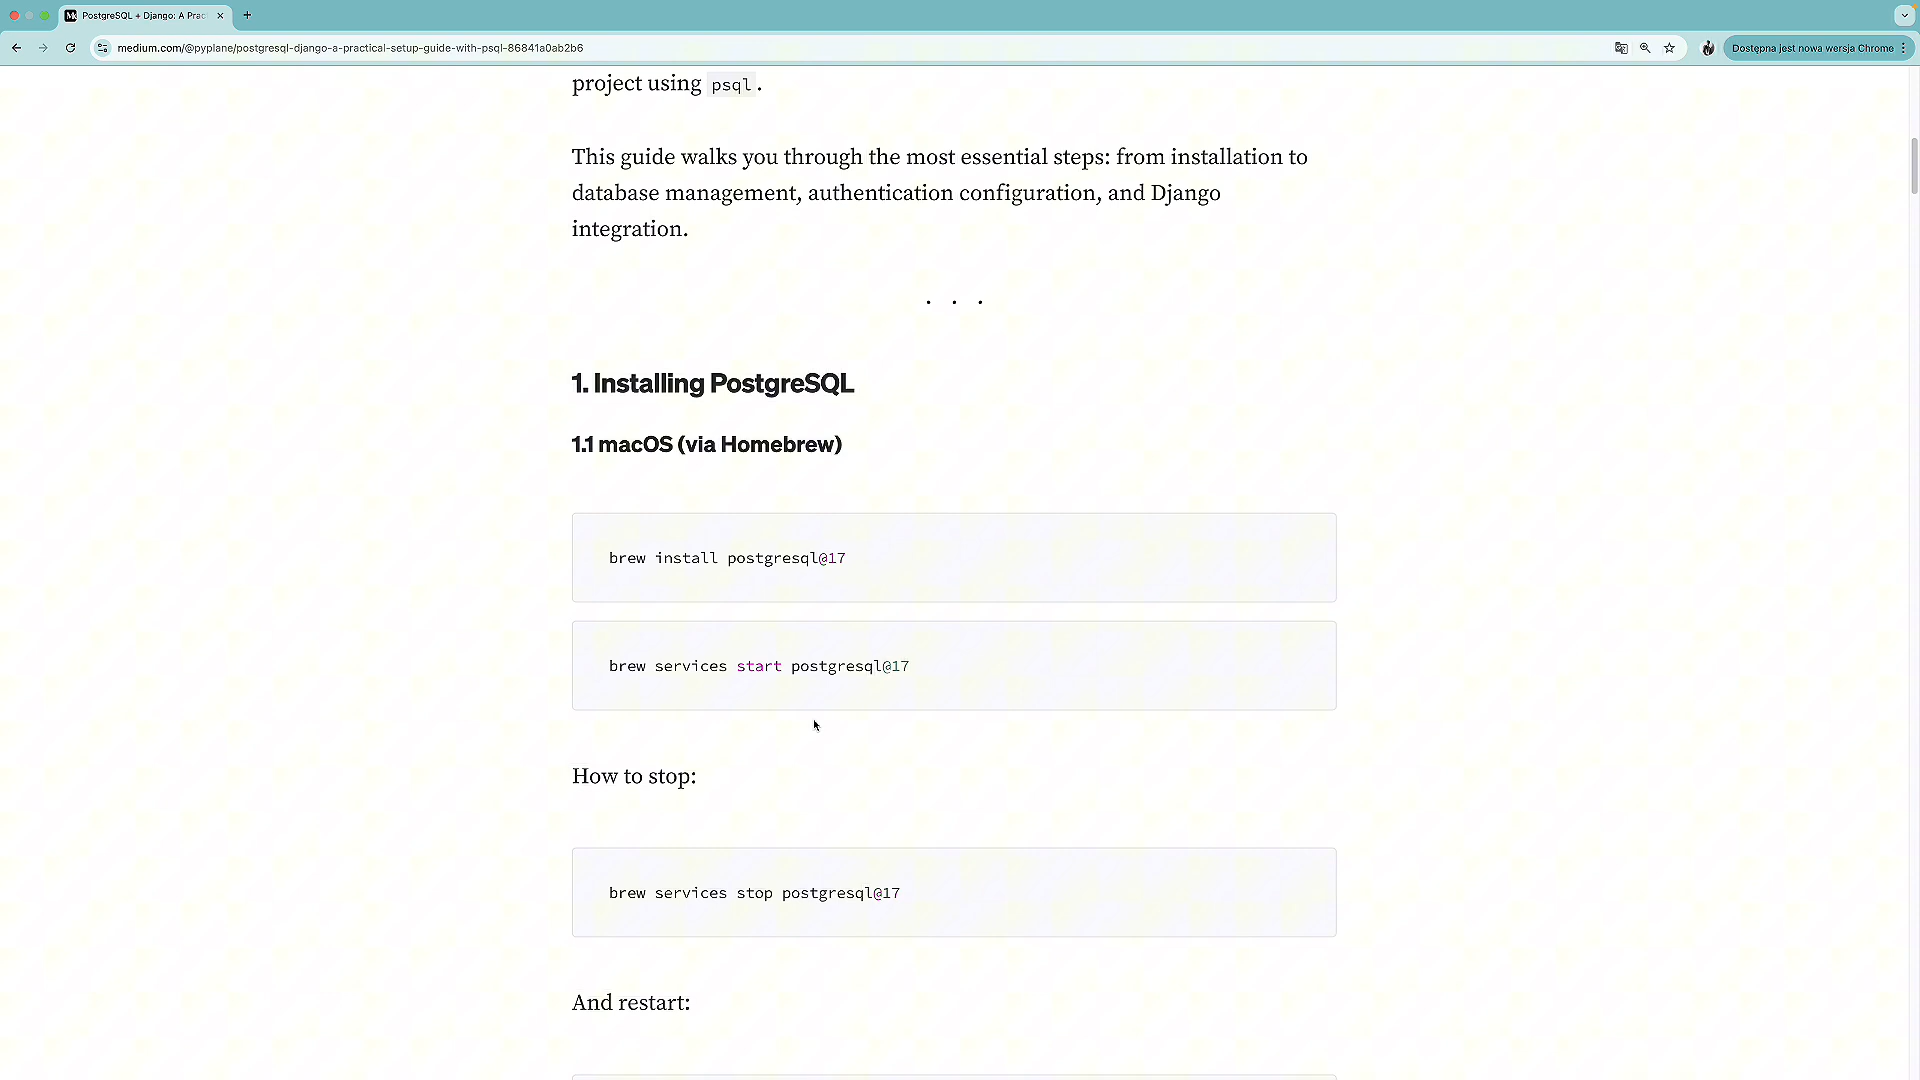 PostgreSQL + Django: A Prac
medium.com/@pyplane/postgresql-django-a-practical-setup-guide-with-psql-86841a0ab2b6
Dostępna jest nowa wersja Chrome
project using psql.
This guide walks you through the most essential steps: from installation to
database management, authentication configuration, and Django
integration.
. . .
1. Installing PostgreSQL
1.1 macOS (via Homebrew)
brew install postgresql@17
brew services start postgresql@17
How to stop:
brew services stop postgresql@17
And restart: